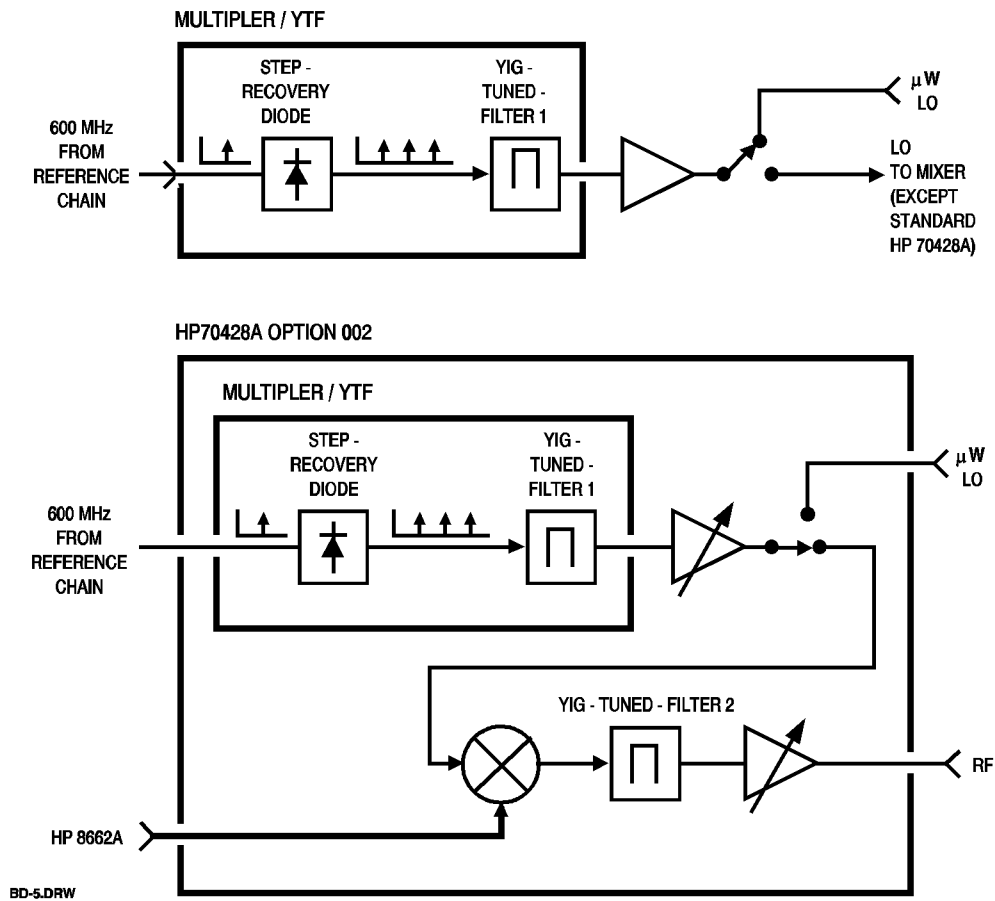 MULTIPLER / YTF
STEP -
RECOVERY
DIODE
YIG -
TUNED -
FILTER 1
600 MHz
FROM
REFERENCE
CHAIN
μW
LO
LO
TO MIXER
(EXCEPT
STANDARD
HP 70428A)
HP70428A OPTION 002
MULTIPLER / YTF
STEP -
RECOVERY
DIODE
YIG -
TUNED -
FILTER 1
600 MHz
FROM
REFERENCE
CHAIN
μW
LO
YIG - TUNED - FILTER 2
RF
HP 8662A
BD-5.DRW